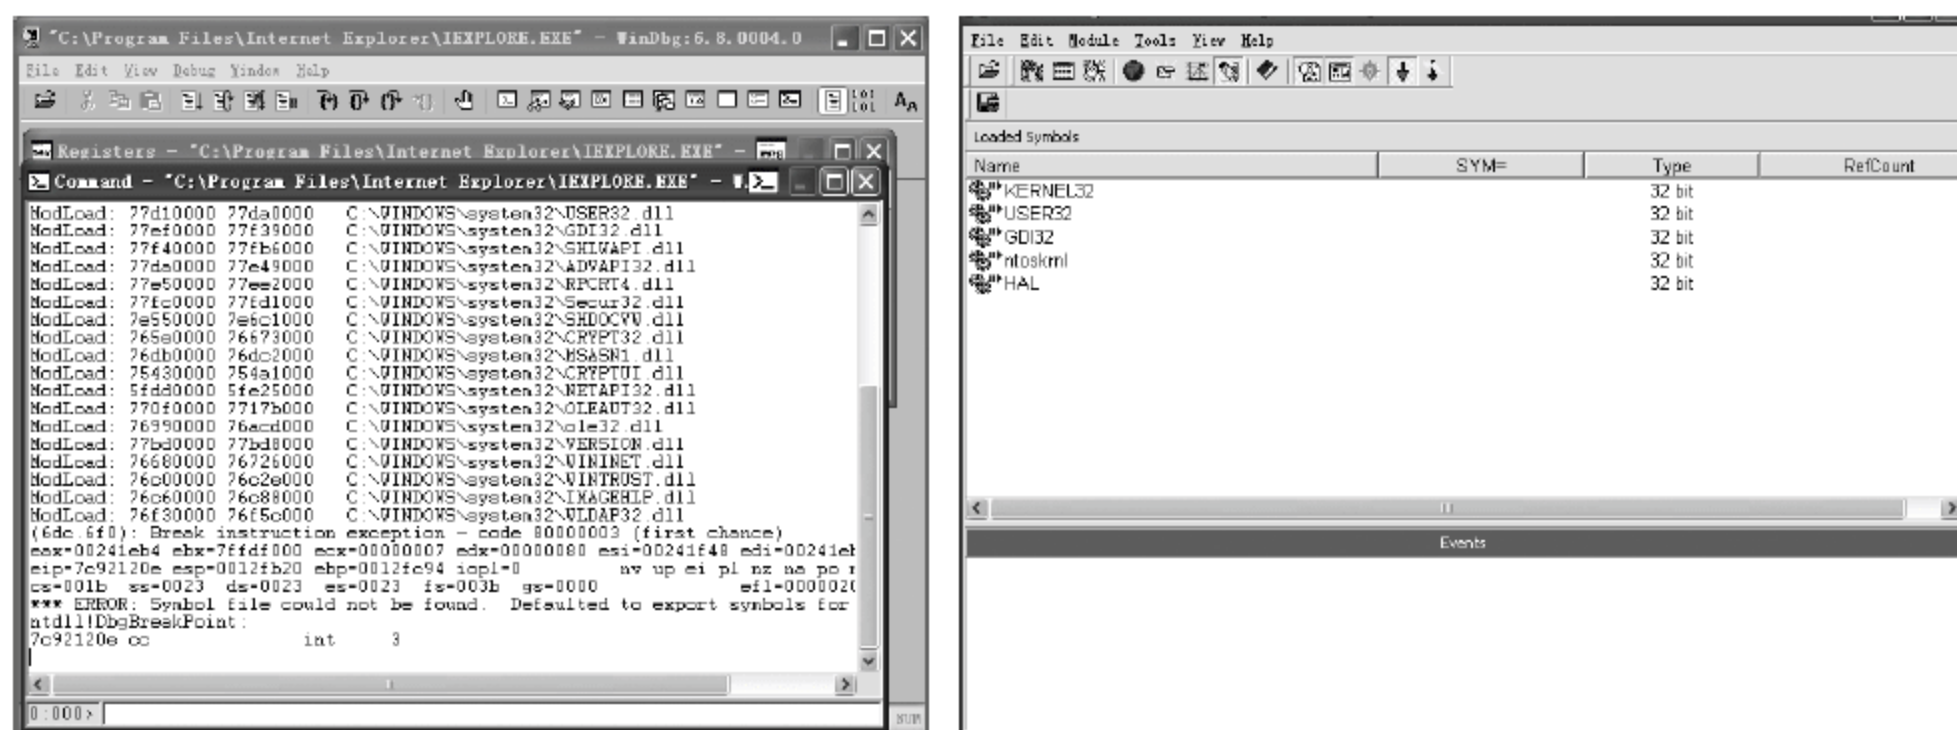 "C:\Program Files\Internet Explorer\IEXPLORE.EXE" - WinDbg:6.8.0004.0
File Edit View Debug Window Help
Registers - "C:\Program Files\Internet Explorer\IEXPLORE.EXE" -
Command - "C:\Program Files\Internet Explorer\IEXPLORE.EXE" -
ModLoad: 77d10000 77da0000 C:\WINDOWS\system32\USER32.dll
ModLoad: 77ef0000 77f39000 C:\WINDOWS\system32\GDI32.dll
ModLoad: 77f40000 77fb6000 C:\WINDOWS\system32\SHLWAPI.dll
ModLoad: 77da0000 77e49000 C:\WINDOWS\system32\ADVAPI32.dll
ModLoad: 77e50000 77ee2000 C:\WINDOWS\system32\RPCRT4.dll
ModLoad: 77fc0000 77fd1000 C:\WINDOWS\system32\Secur32.dll
ModLoad: 7e550000 7e6c1000 C:\WINDOWS\system32\SHDOCVW.dll
ModLoad: 765e0000 76673000 C:\WINDOWS\system32\CRYPT32.dll
ModLoad: 76db0000 76dc2000 C:\WINDOWS\system32\MSASN1.dll
ModLoad: 75430000 754a1000 C:\WINDOWS\system32\CRYPTUI.dll
ModLoad: 5fdd0000 5fe25000 C:\WINDOWS\system32\NETAPI32.dll
ModLoad: 770f0000 7717b000 C:\WINDOWS\system32\OLEAUT32.dll
ModLoad: 76990000 76acd000 C:\WINDOWS\system32\ole32.dll
ModLoad: 77bd0000 77bd8000 C:\WINDOWS\system32\VERSION.dll
ModLoad: 76680000 76726000 C:\WINDOWS\system32\WININET.dll
ModLoad: 76c00000 76c2e000 C:\WINDOWS\system32\WINTRUST.dll
ModLoad: 76c60000 76c88000 C:\WINDOWS\system32\IMAGEHLP.dll
ModLoad: 76f30000 76f5c000 C:\WINDOWS\system32\WLDAP32.dll
(6dc.6f0): Break instruction exception - code 80000003 (first chance)
eax=00241eb4 ebx=7ffdf000 ecx=00000007 edx=00000080 esi=00241f48 edi=00241eb
eip=7c92120e esp=0012fb20 ebp=0012fc94 iopl=0 nv up ei pl nz na po n
cs=001b ss=0023 ds=0023 es=0023 fs=003b gs=0000 efl=0000020
*** ERROR: Symbol file could not be found. Defaulted to export symbols for
ntdll!DbgBreakPoint:
7c92120e cc int 3
0:000>
NUM
File Edit Module Tools View Help
Loaded Symbols
Name SYM= Type RefCount
KERNEL32 32 bit
USER32 32 bit
GDI32 32 bit
ntoskrnl 32 bit
HAL 32 bit
Events